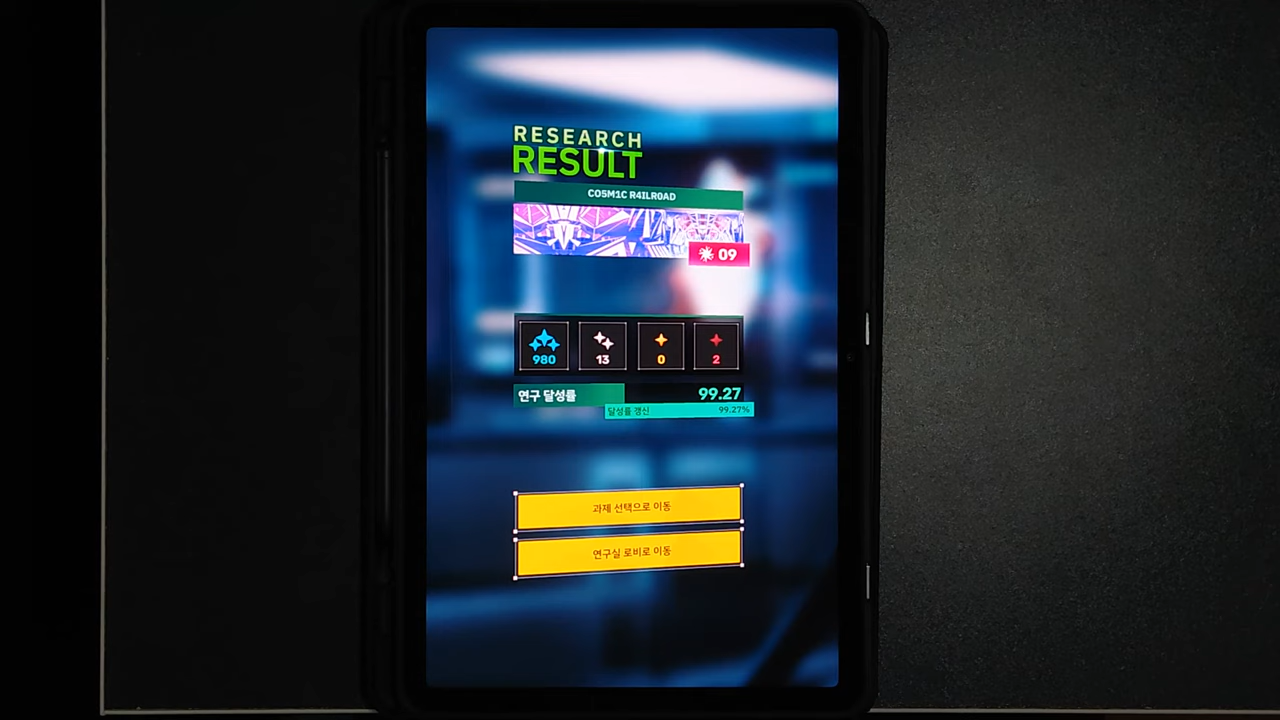 RESEARCH
RESULT
CO5M1C R4ILR0AD
09
980 13 0 2
연구 달성률 99.27
달성률 갱신 99.27%
과제 선택으로 이동
연구실 로비로 이동